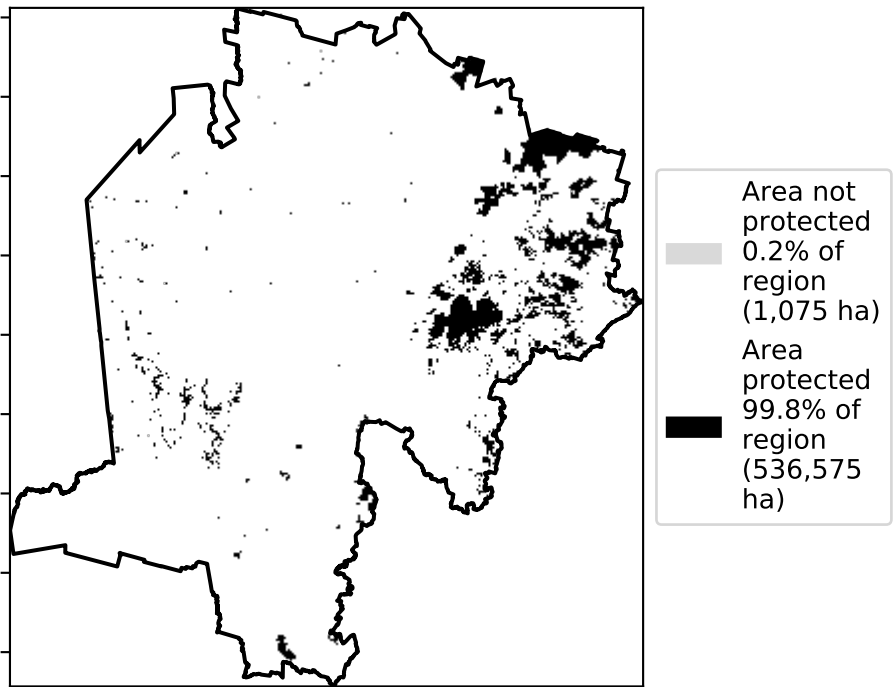 Area not
protected
0.2% of
region
(1,075 ha)
Area
protected
99.8% of
region
(536,575
ha)